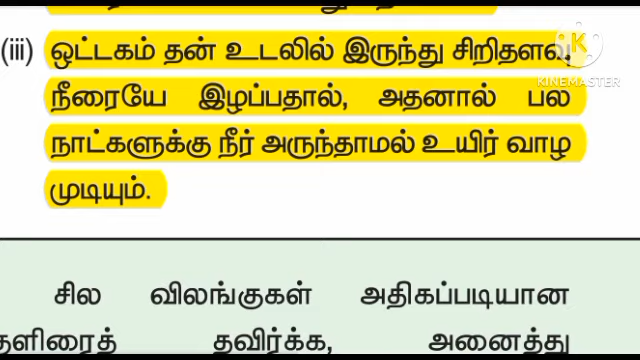 (iii) ஒட்டகம் தன் உடலில் இருந்து சிறிதளவு
நீரையே இழப்பதால், அதனால் பல
நாட்களுக்கு நீர் அருந்தாமல் உயிர் வாழ
முடியும்.
சில விலங்குகள் அதிகப்படியான
தவிர்க்க, அனைத்து
KINEMASTER